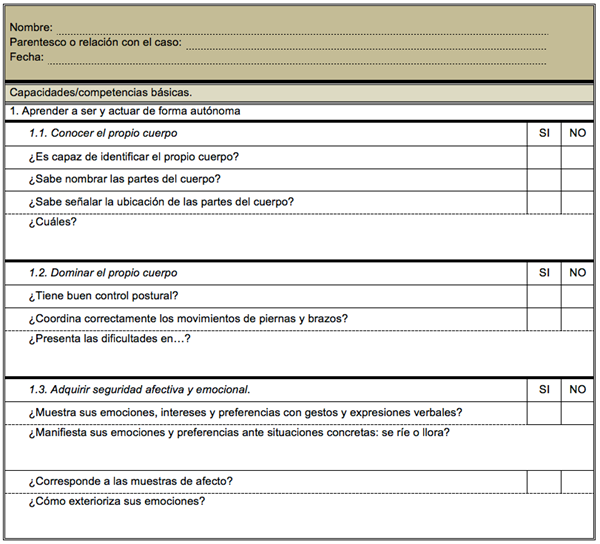 Nombre:
Parentesco o relación con el caso:
Fecha:
Capacidades/competencias básicas.
1. Aprender a ser y actuar de forma autónoma
1.1. Conocer el propio cuerpo SI NO
¿Es capaz de identificar el propio cuerpo?
¿Sabe nombrar las partes del cuerpo?
¿Sabe señalar la ubicación de las partes del cuerpo?
¿Cuáles?
1.2. Dominar el propio cuerpo SI NO
¿Tiene buen control postural?
¿Coordina correctamente los movimientos de piernas y brazos?
¿Presenta las dificultades en…?
1.3. Adquirir seguridad afectiva y emocional. SI NO
¿Muestra sus emociones, intereses y preferencias con gestos y expresiones verbales?
¿Manifiesta sus emociones y preferencias ante situaciones concretas: se ríe o llora?
¿Corresponde a las muestras de afecto?
¿Cómo exterioriza sus emociones?